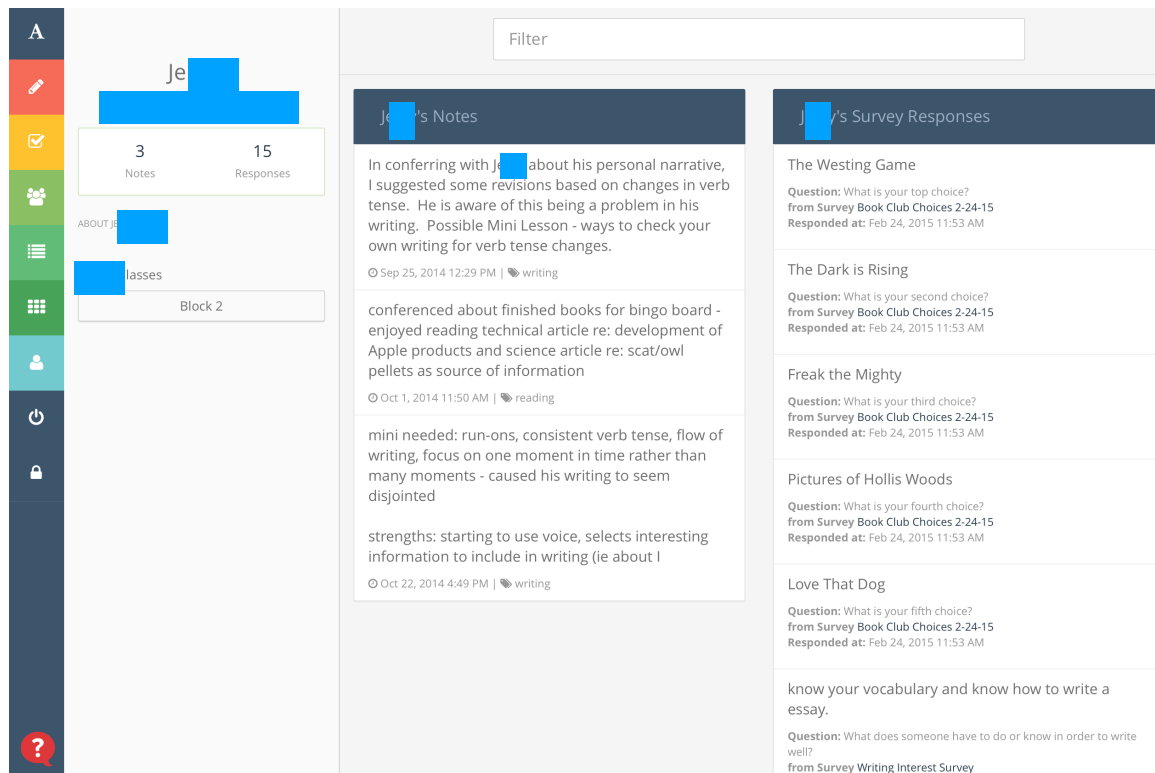 A
Je
3
Notes
15
Responses
ABOUT JE
lasses
Block 2
Filter
Je 's Notes
In conferring with Je about his personal narrative,
I suggested some revisions based on changes in verb
tense.  He is aware of this being a problem in his
writing.  Possible Mini Lesson - ways to check your
own writing for verb tense changes.
Sep 25, 2014 12:29 PM | writing
conferenced about finished books for bingo board -
enjoyed reading technical article re: development of
Apple products and science article re: scat/owl
pellets as source of information
Oct 1, 2014 11:50 AM | reading
mini needed: run-ons, consistent verb tense, flow of
writing, focus on one moment in time rather than
many moments - caused his writing to seem
disjointed
strengths: starting to use voice, selects interesting
information to include in writing (ie about I
Oct 22, 2014 4:49 PM | writing
J y's Survey Responses
The Westing Game
Question: What is your top choice?
from Survey Book Club Choices 2-24-15
Responded at: Feb 24, 2015 11:53 AM
The Dark is Rising
Question: What is your second choice?
from Survey Book Club Choices 2-24-15
Responded at: Feb 24, 2015 11:53 AM
Freak the Mighty
Question: What is your third choice?
from Survey Book Club Choices 2-24-15
Responded at: Feb 24, 2015 11:53 AM
Pictures of Hollis Woods
Question: What is your fourth choice?
from Survey Book Club Choices 2-24-15
Responded at: Feb 24, 2015 11:53 AM
Love That Dog
Question: What is your fifth choice?
from Survey Book Club Choices 2-24-15
Responded at: Feb 24, 2015 11:53 AM
know your vocabulary and know how to write a
essay.
Question: What does someone have to do or know in order to write
well?
from Survey Writing Interest Survey
?